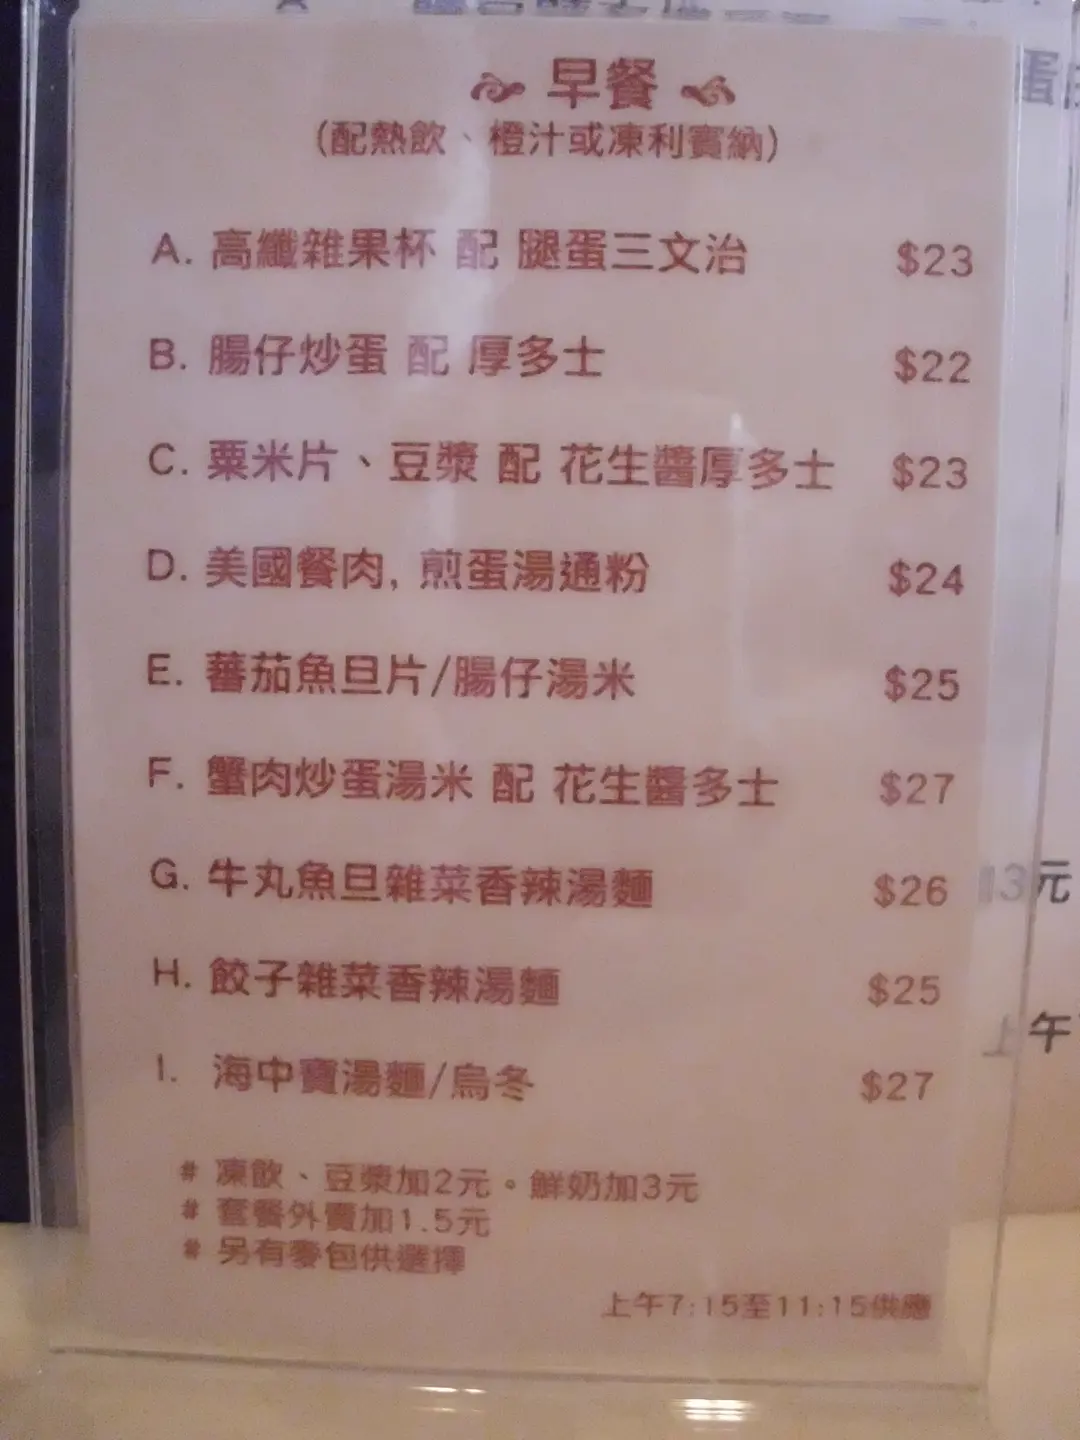 早餐
(配熱飲、橙汁或凍利賓納)
A. 高纖雜果杯 配 腿蛋三文治 $23
B. 腸仔炒蛋 配 厚多士 $22
C. 粟米片、豆漿 配 花生醬厚多士 $23
D. 美國餐肉, 煎蛋湯通粉 $24
E. 蕃茄魚旦片/腸仔湯米 $25
F. 蟹肉炒蛋湯米 配 花生醬多士 $27
G. 牛丸魚旦雜菜香辣湯麵 $26
H. 餃子雜菜香辣湯麵 $25
I. 海中寶湯麵/烏冬 $27
# 凍飲、豆漿加2元。鮮奶加3元
# 套餐外賣加1.5元
# 另有麥包供選擇
上午7:15至11:15供應
蛋
3元
上午